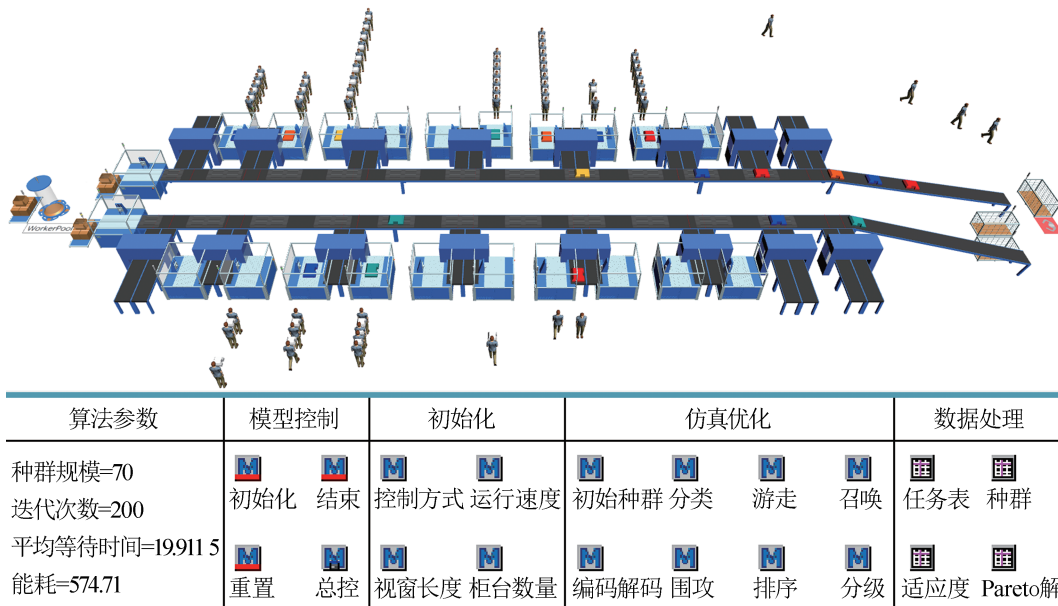 WorkerPool
算法参数 模型控制 初始化 仿真优化 数据处理
种群规模=70
迭代次数=200
平均等待时间=19.911 5
能耗=574.71
初始化 结束 控制方式 运行速度 初始种群 分类 游走 召唤 任务表 种群
重置 总控 视窗长度 柜台数量 编码解码 围攻 排序 分级 适应度 Pareto解